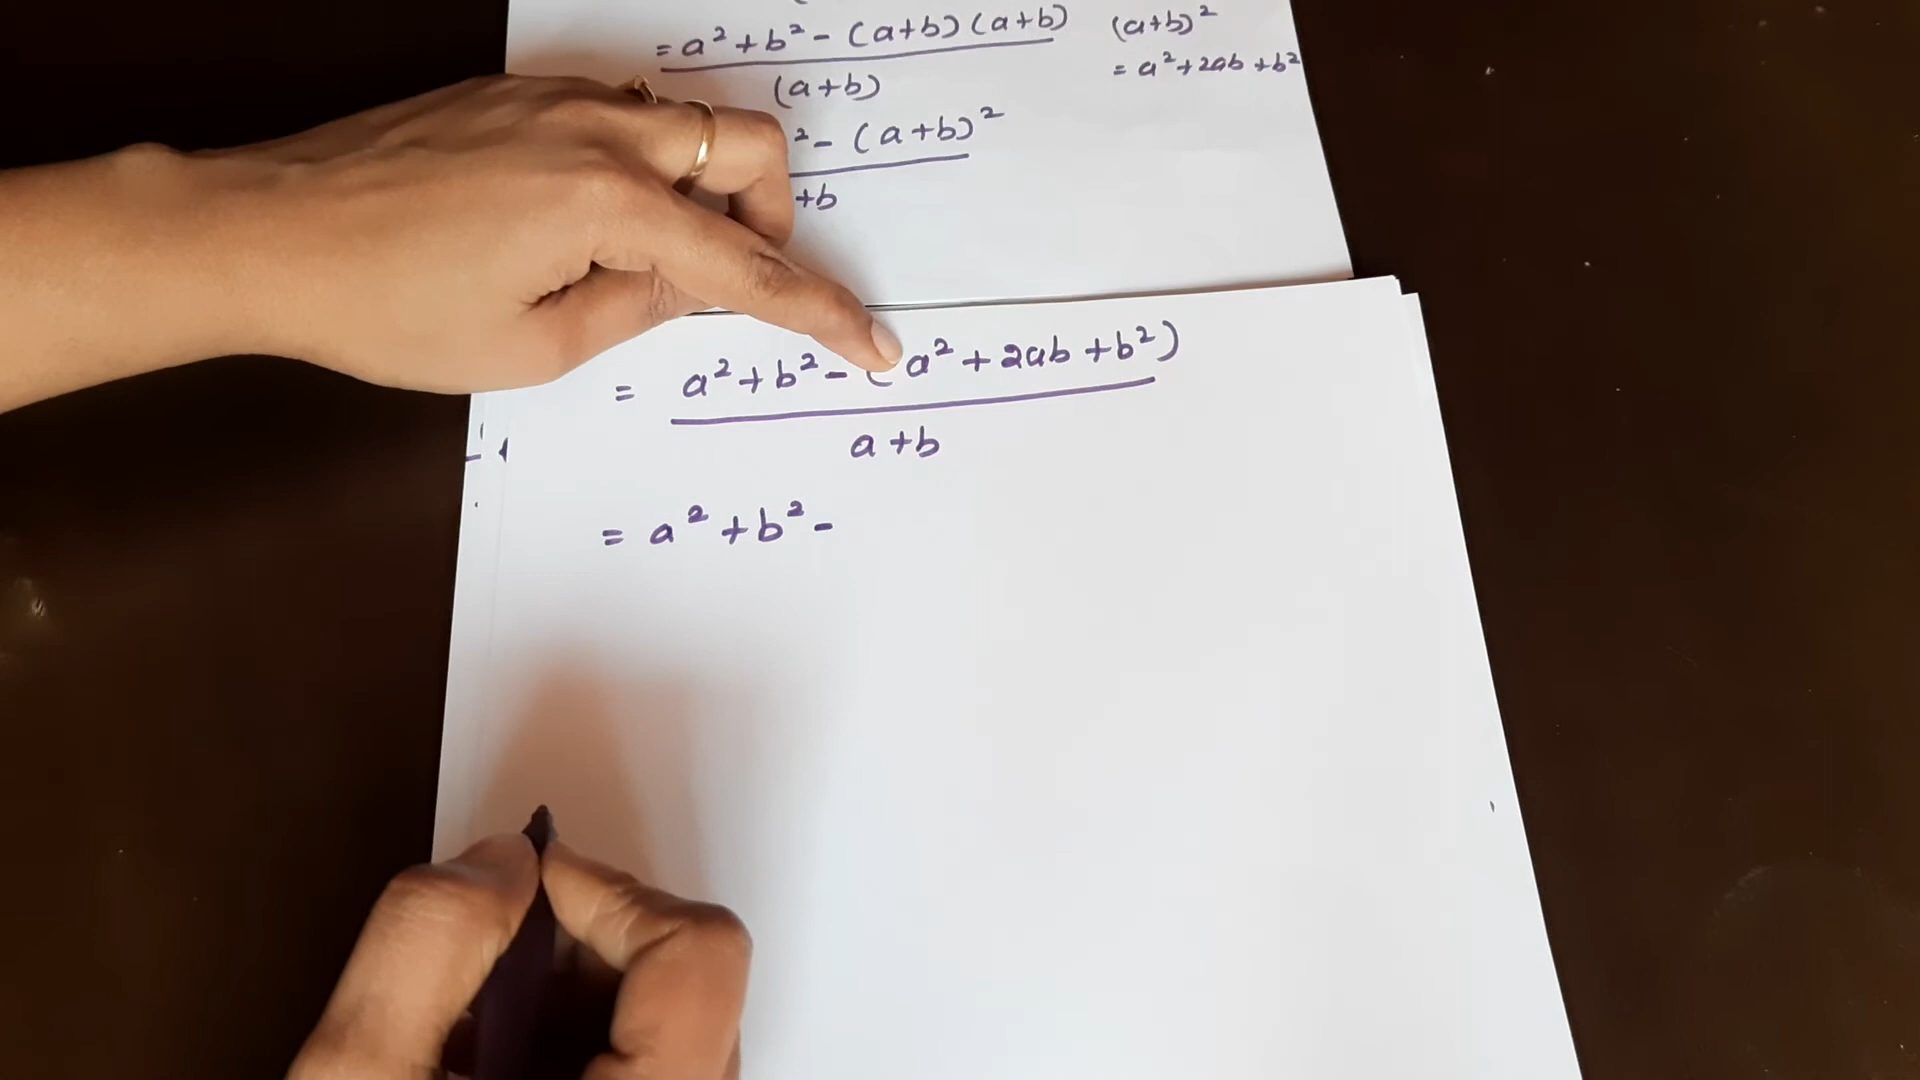 = a² + b² - (a+b) (a+b)
(a+b)
² - (a+b)²
+b
(a+b)²
= a² + 2ab + b²
= a² + b² - (a² + 2ab + b²)
a + b
= a² + b² -